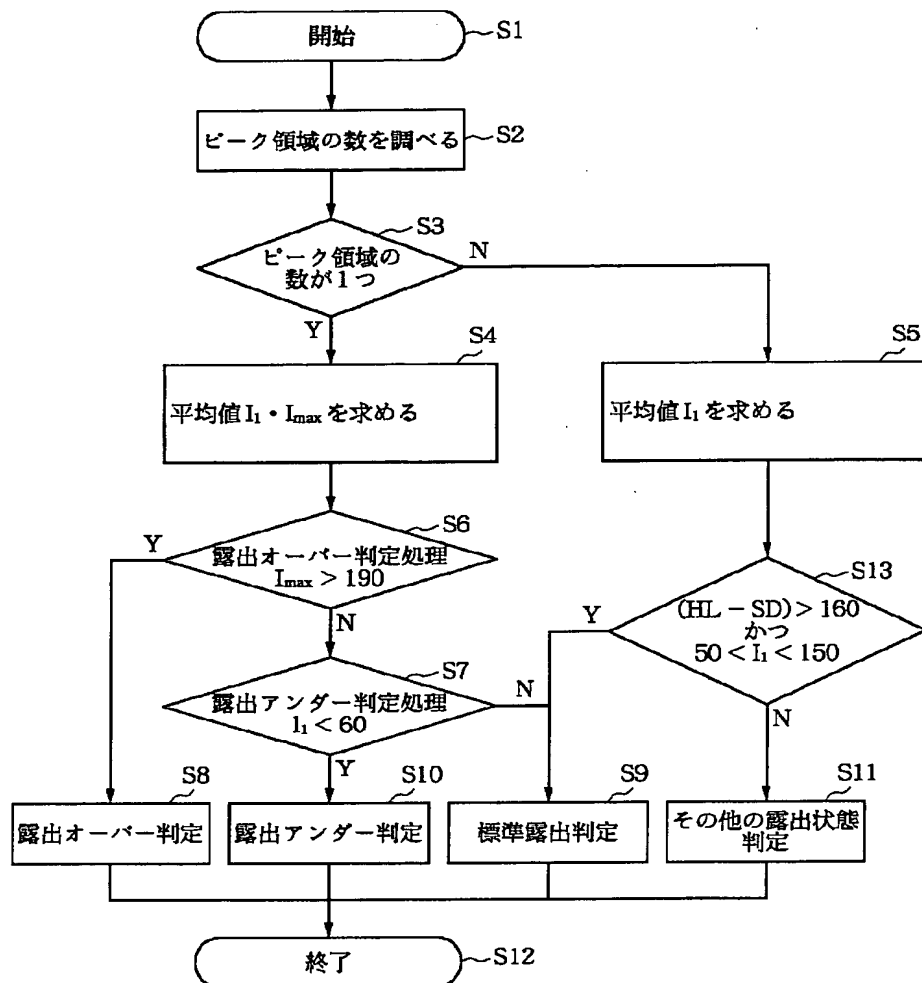 開始
S1
ピーク領域の数を調べる
S2
S3
ピーク領域の
数が1つ
N
Y
S4
平均値I₁・Imaxを求める
S5
平均値I₁を求める
S6
Y
露出オーバー判定処理
Imax > 190
N
S13
(HL－SD) > 160
かつ
50 < I₁ < 150
Y
N
S7
露出アンダー判定処理
I₁ < 60
N
Y
S8
露出オーバー判定
S10
露出アンダー判定
S9
標準露出判定
S11
その他の露出状態
判定
終了
S12